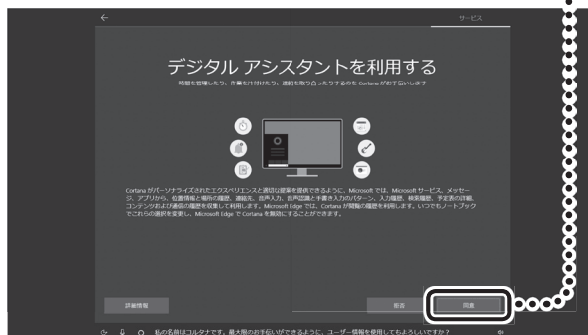 サービス
デジタル アシスタントを利用する
Cortana がパーソナライズされたエクスペリエンスと適切な提案を提供できるように、Microsoft では、Microsoft サービス、メッセー
ジ、アプリから、位置情報と場所の履歴、連絡先、音声入力、音声認識と手書き入力のパターン、入力履歴、検索履歴、予定表の詳細、
コンテンツおよび通信の履歴を収集して利用します。Microsoft Edge では、Cortana が閲覧の履歴を利用します。いつでもノートブック
でこれらの選択を変更し、Microsoft Edge で Cortana を無効にすることができます。
詳細情報
拒否
同意
私の名前はコルタナです。最大限のお手伝いができるように、ユーザー情報を使用してもよろしいですか？